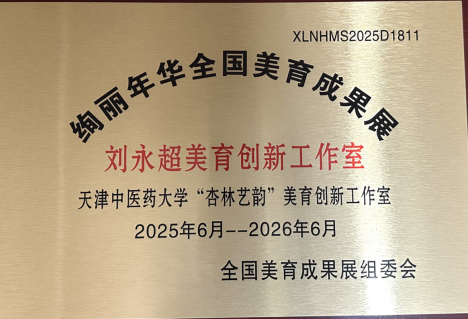 XLNHMS2025D1811
绚丽年华全国美育成果展
刘永超美育创新工作室
天津中医药大学“杏林艺韵”美育创新工作室
2025年6月--2026年6月
全国美育成果展组委会